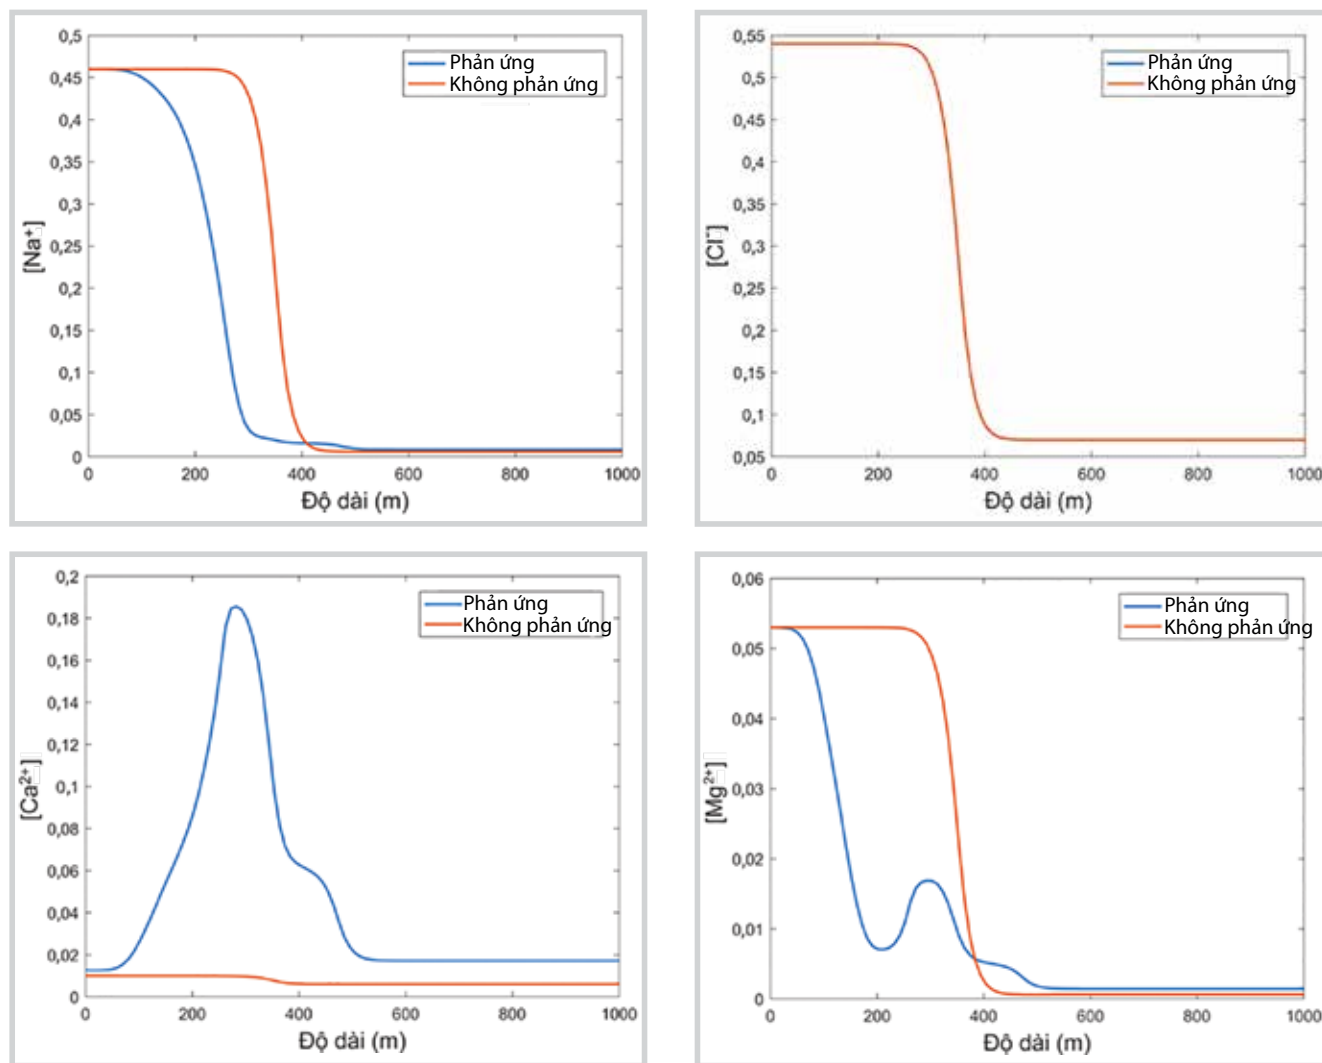 0,5
0,45
0,4
0,35
0,3
0,25
0,2
0,15
0,1
0,05
0
[Na⁺]
Phản ứng
Không phản ứng
0 200 400 600 800 1000
Độ dài (m)
0,55
0,5
0,45
0,4
0,35
0,3
0,25
0,2
0,15
0,1
0,05
[Cl⁻]
Phản ứng
Không phản ứng
0 200 400 600 800 1000
Độ dài (m)
0,2
0,18
0,16
0,14
0,12
0,1
0,08
0,06
0,04
0,02
0
[Ca²⁺]
Phản ứng
Không phản ứng
0 200 400 600 800 1000
Độ dài (m)
0,06
0,05
0,04
0,03
0,02
0,01
0
[Mg²⁺]
Phản ứng
Không phản ứng
0 200 400 600 800 1000
Độ dài (m)